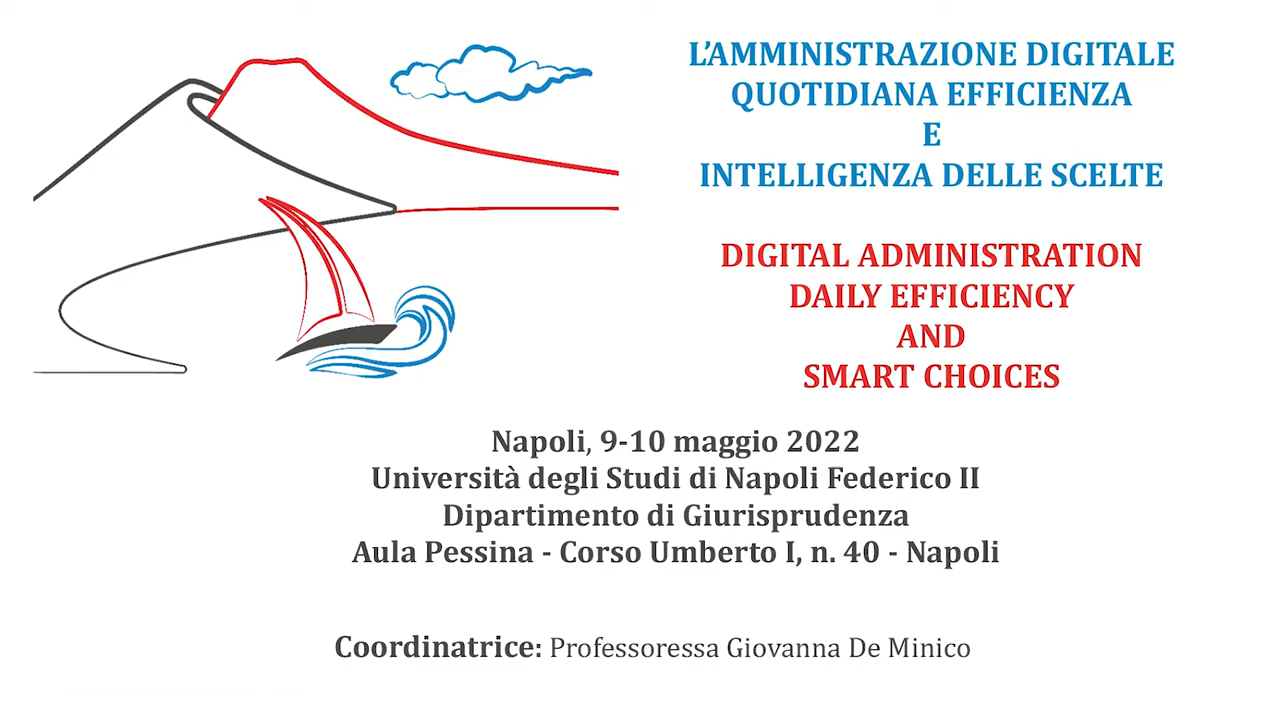 L’AMMINISTRAZIONE DIGITALE
QUOTIDIANA EFFICIENZA
E
INTELLIGENZA DELLE SCELTE
DIGITAL ADMINISTRATION
DAILY EFFICIENCY
AND
SMART CHOICES
Napoli, 9-10 maggio 2022
Università degli Studi di Napoli Federico II
Dipartimento di Giurisprudenza
Aula Pessina - Corso Umberto I, n. 40 - Napoli
Coordinatrice: Professoressa Giovanna De Minico